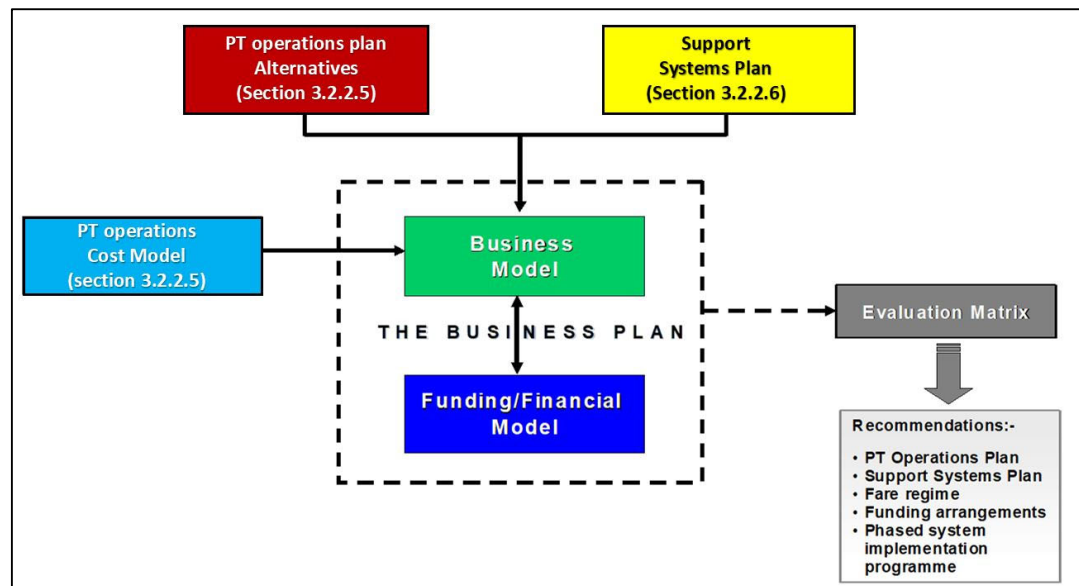 PT operations plan
Alternatives
(Section 3.2.2.5)
Support
Systems Plan
(Section 3.2.2.6)
PT operations
Cost Model
(section 3.2.2.5)
Business
Model
THE BUSINESS PLAN
Funding/Financial
Model
Evaluation Matrix
Recommendations:-
• PT Operations Plan
• Support Systems Plan
• Fare regime
• Funding arrangements
• Phased system
implementation
programme